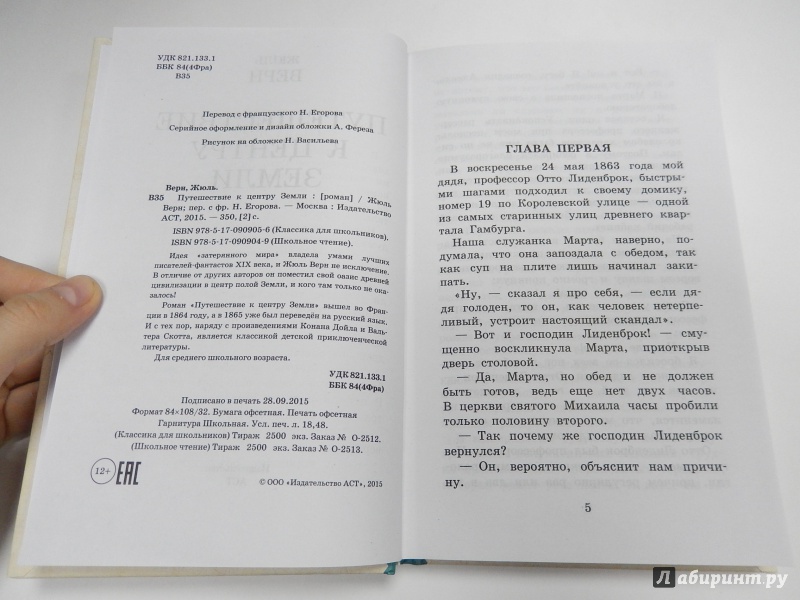 УДК 821.133.1
ББК 84(4Фра)
В35
Перевод с французского Н. Егорова
Серийное оформление и дизайн обложки А. Фереза
Рисунок на обложке Н. Васильева
Верн, Жюль.
В35 Путешествие к центру Земли : [роман] / Жюль
Верн; пер. с фр. Н. Егорова. — Москва : Издательство
АСТ, 2015. — 350, [2] с.
ISBN 978-5-17-090905-6 (Классика для школьников).
ISBN 978-5-17-090904-9 (Школьное чтение).
Идея «затерянного мира» владела умами лучших
писателей-фантастов XIX века, и Жюль Верн не исключение.
В отличие от других авторов он поместил свой оазис древней
цивилизации в центр полой Земли, и кого там только не ока-
залось!
Роман «Путешествие к центру Земли» вышел во Фран-
ции в 1864 году, а в 1865 уже был переведён на русский язык.
И с тех пор, наряду с произведениями Конана Дойла и Валь-
тера Скотта, является классикой детской приключенческой
литературы.
Для среднего школьного возраста.
УДК 821.133.1
ББК 84(4Фра)
Подписано в печать 28.09.2015
Формат 84×108/32. Бумага офсетная. Печать офсетная
Гарнитура Школьная. Усл. печ. л. 18,48.
(Классика для школьников) Тираж 2500 экз. Заказ № О-2512.
(Школьное чтение) Тираж 2500 экз. Заказ № О-2513.
12+ EAC
© ООО «Издательство АСТ», 2015
ГЛАВА ПЕРВАЯ
В воскресенье 24 мая 1863 года мой
дядя, профессор Отто Лиденброк, быстры-
ми шагами подходил к своему домику,
номер 19 по Королевской улице — одной
из самых старинных улиц древнего квар-
тала Гамбурга.
Наша служанка Марта, наверно, по-
думала, что она запоздала с обедом, так
как суп на плите лишь начинал заки-
пать.
«Ну, — сказал я про себя, — если дя-
дя голоден, то он, как человек нетерпе-
ливый, устроит настоящий скандал».
— Вот и господин Лиденброк! — сму-
щенно воскликнула Марта, приоткрыв
дверь столовой.
— Да, Марта, но обед и не должен
быть готов, ведь еще нет двух часов.
В церкви святого Михаила часы пробили
только половину второго.
— Так почему же господин Лиденброк
вернулся?
— Он, вероятно, объяснит нам причи-
ну.
5
Лабиринт.ру